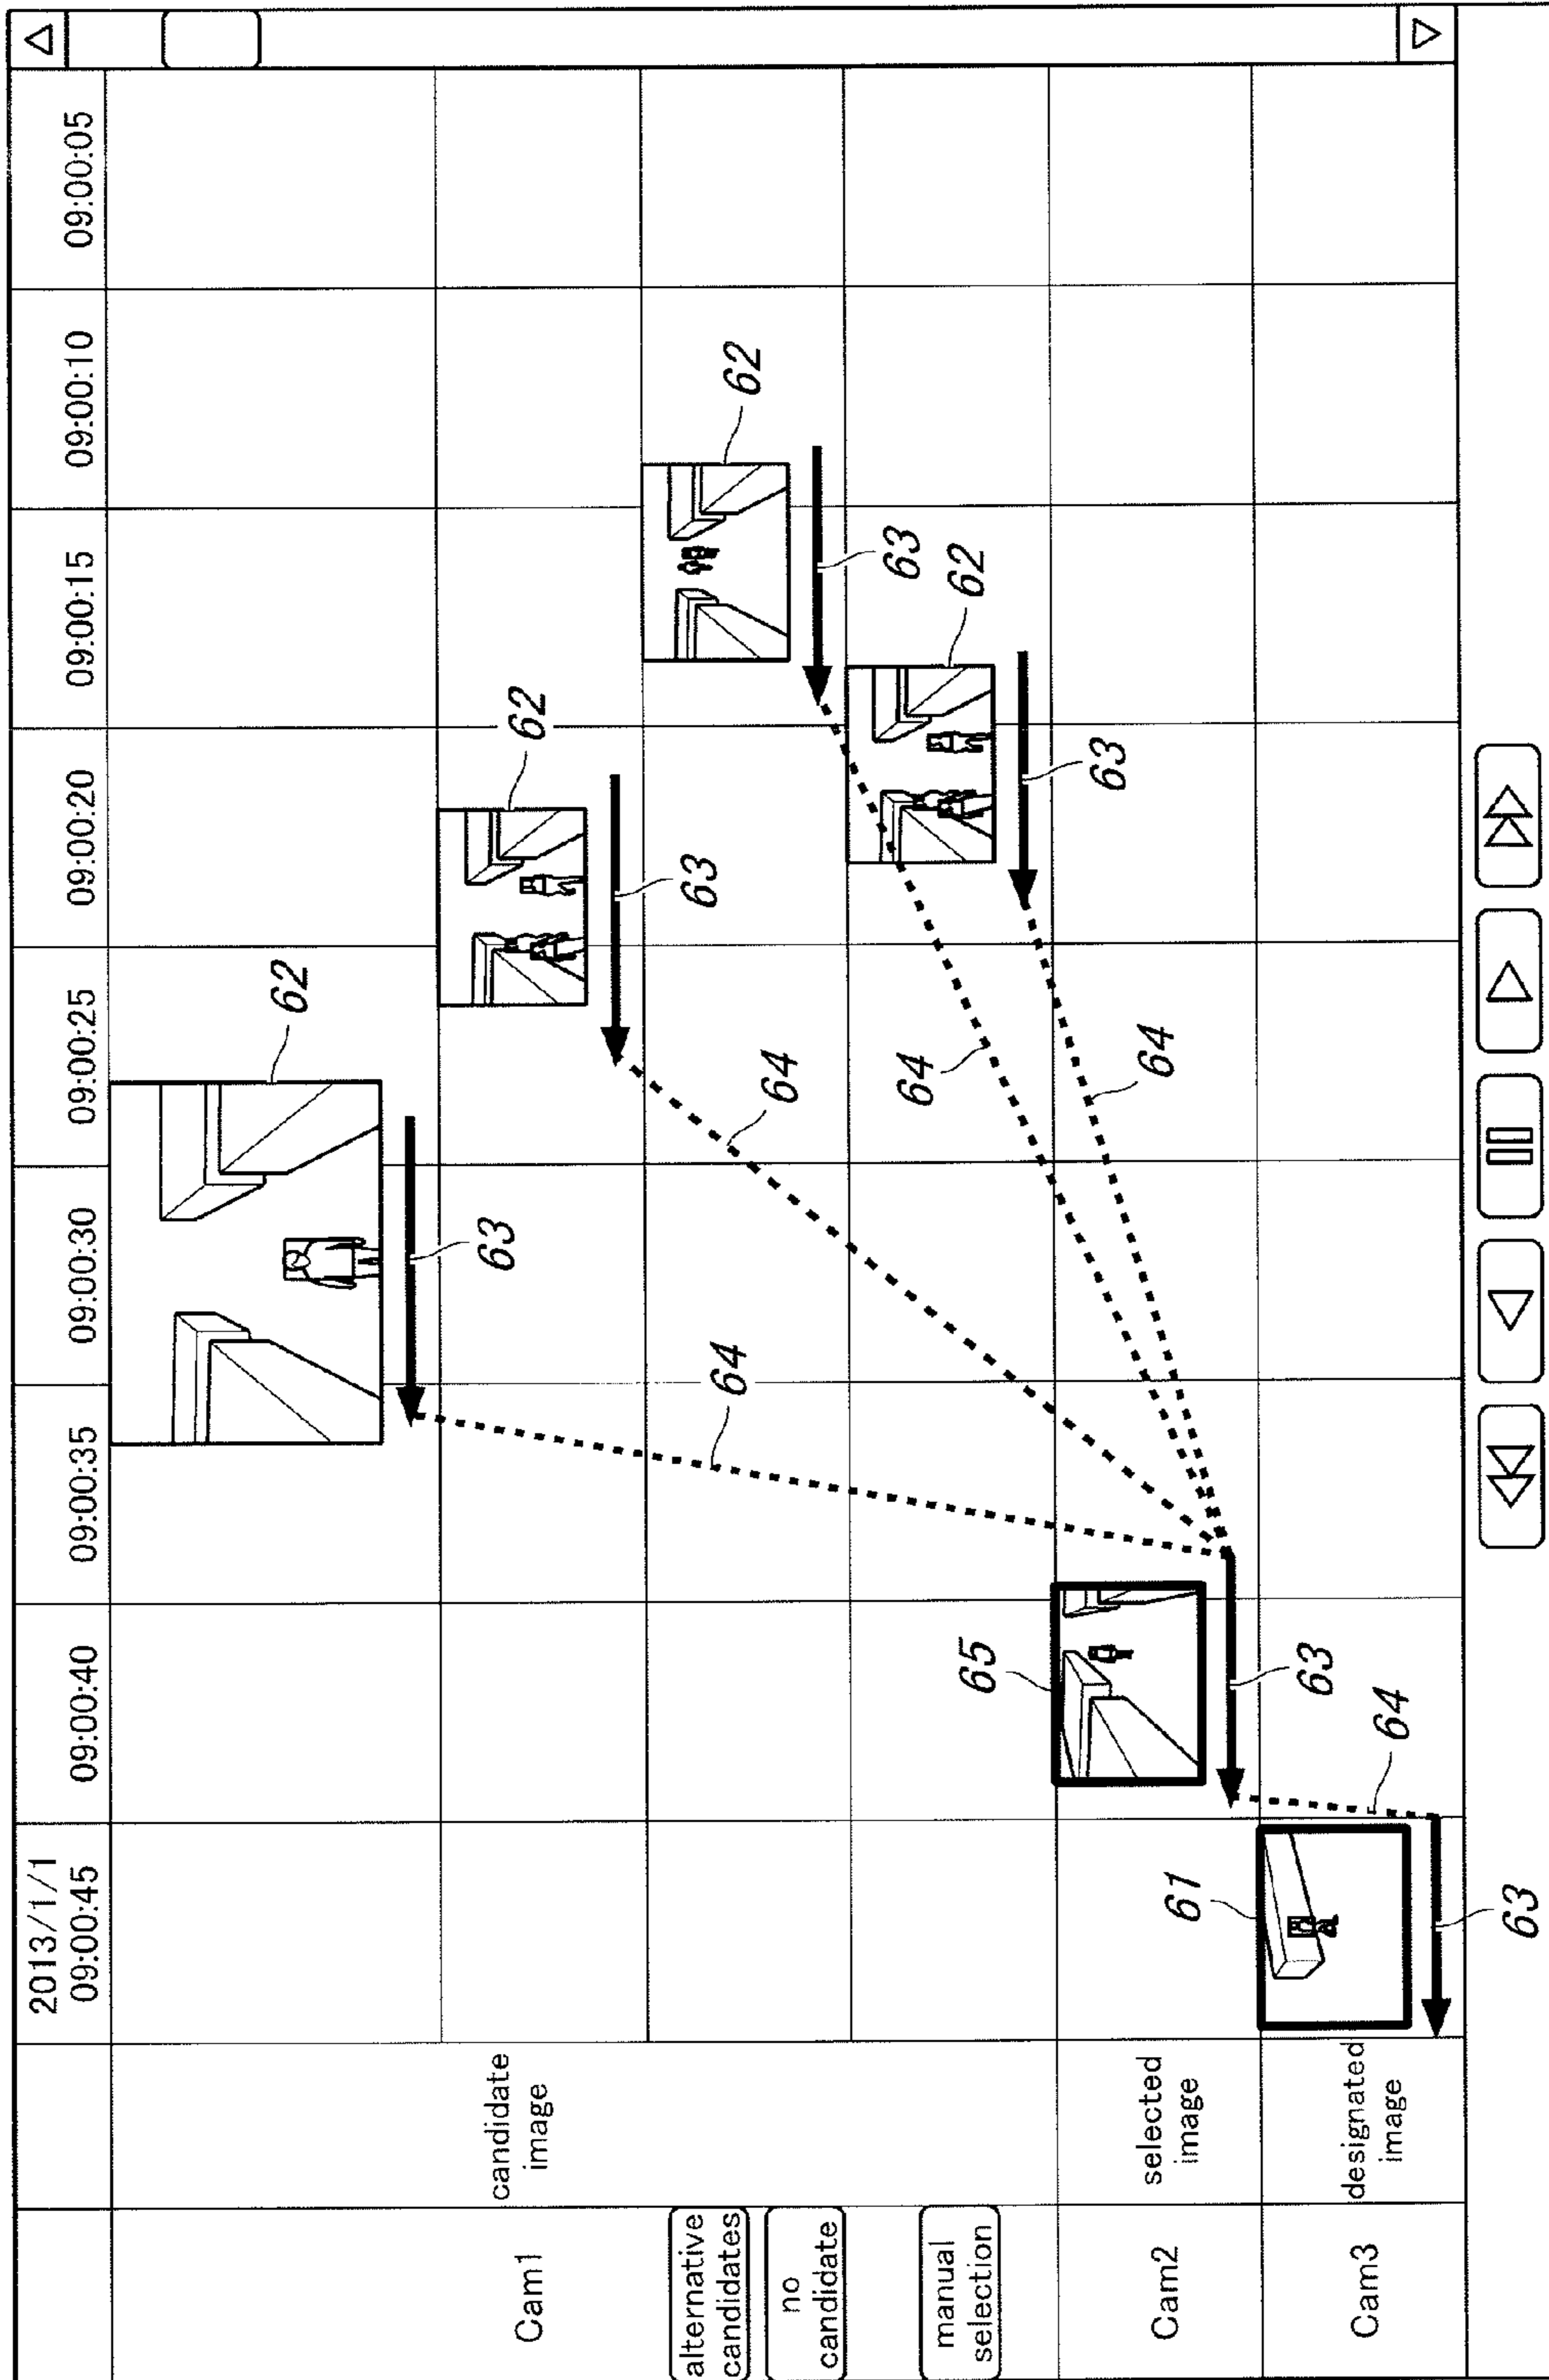 2013/1/1
09:00:45
09:00:40
09:00:35
09:00:30
09:00:25
09:00:20
09:00:15
09:00:10
09:00:05
Cam1
candidate
image
alternative
candidates
no
candidate
manual
selection
62
63
62
63
62
63
62
63
64
64
64
64
Cam2
selected
image
65
63
64
Cam3
designated
image
61
63